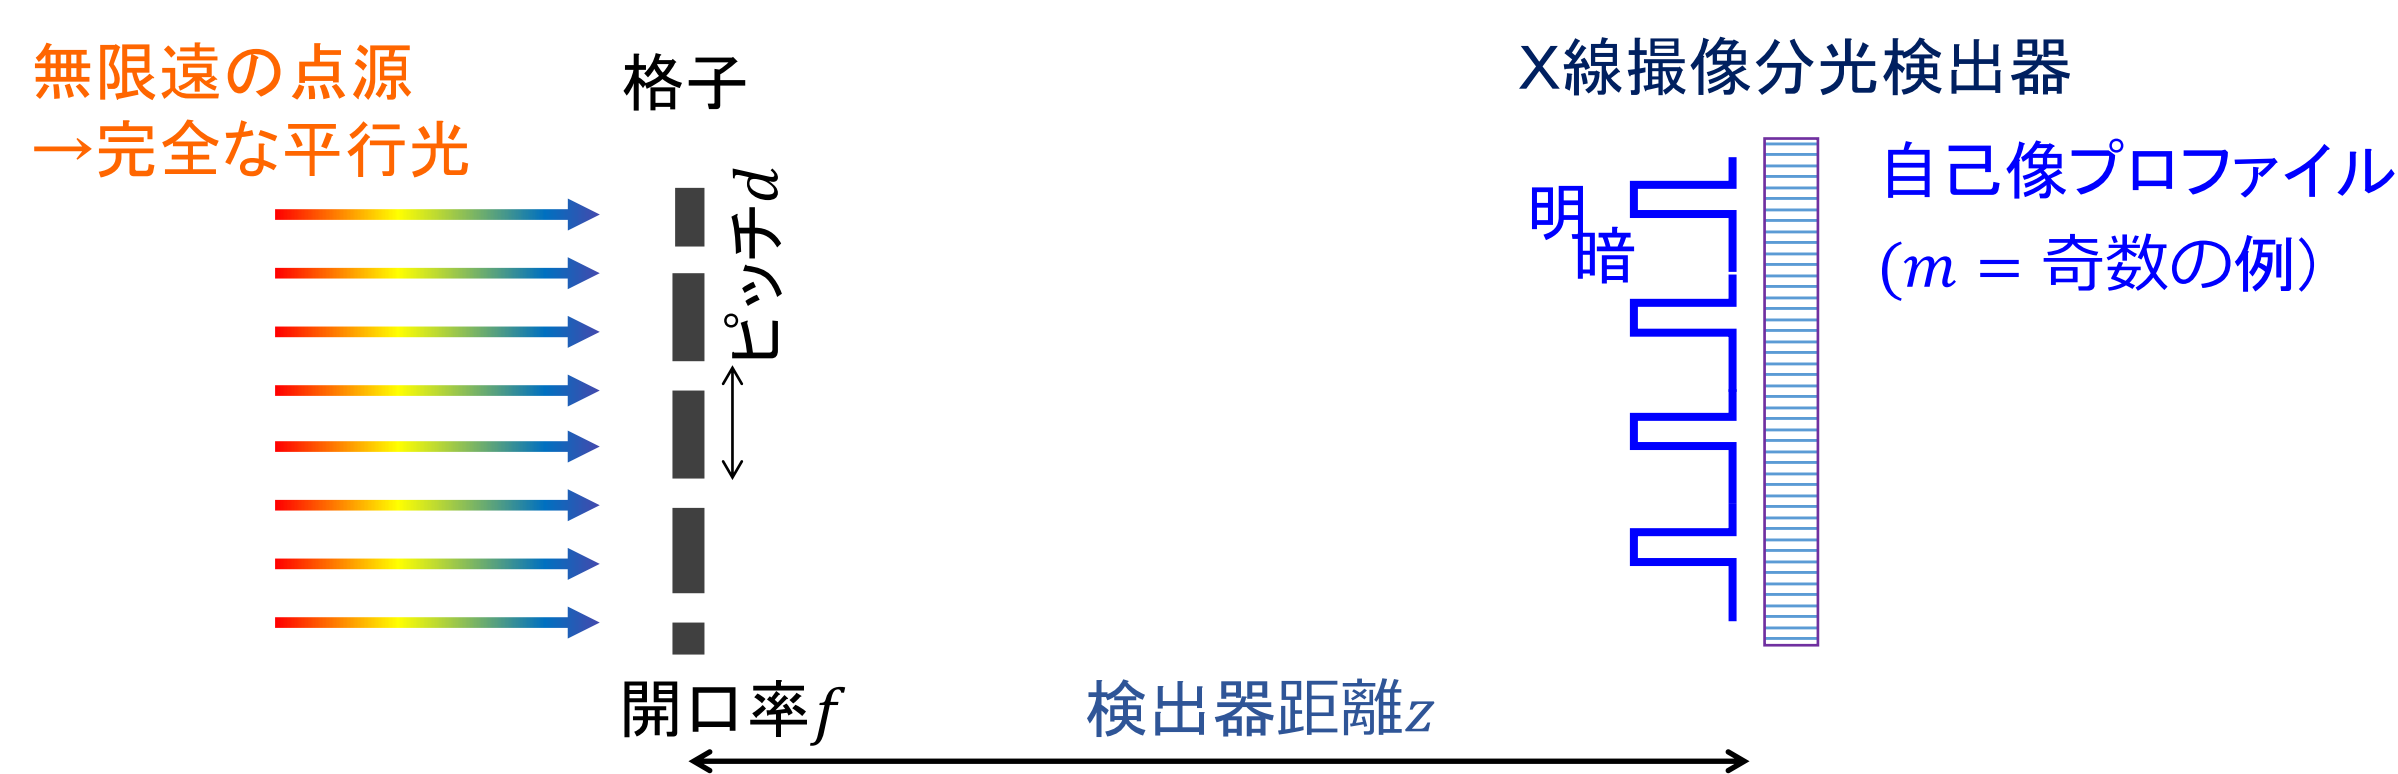 無限遠の点源
→完全な平行光
格子
ピッチd
開口率f
検出器距離z
X線撮像分光検出器
明
暗
自己像プロファイル
(m = 奇数の例)